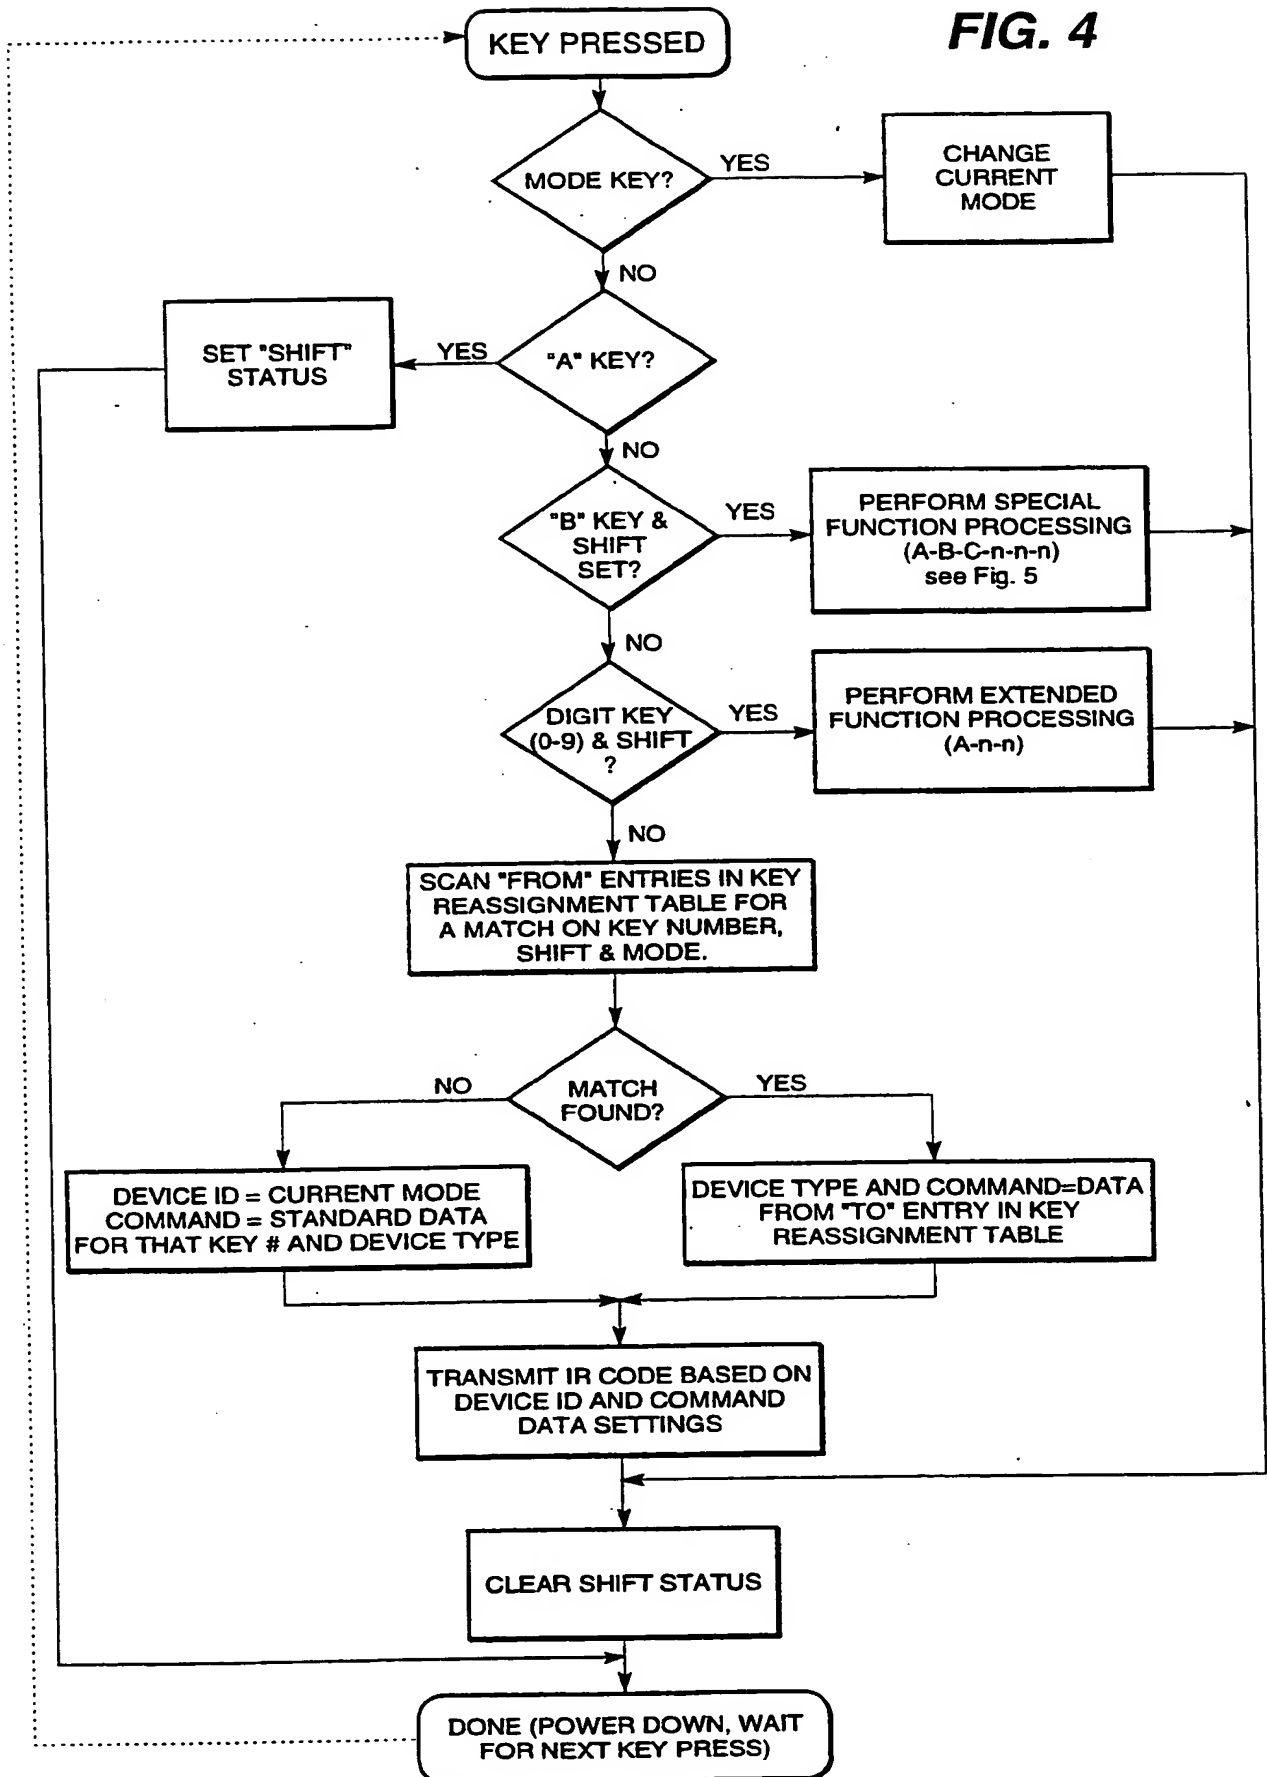 FIG. 4
KEY PRESSED
MODE KEY?
YES
CHANGE
CURRENT
MODE
NO
"A" KEY?
YES
SET "SHIFT"
STATUS
NO
"B" KEY &
SHIFT
SET?
YES
PERFORM SPECIAL
FUNCTION PROCESSING
(A-B-C-n-n-n)
see Fig. 5
NO
DIGIT KEY
(0-9) & SHIFT
?
YES
PERFORM EXTENDED
FUNCTION PROCESSING
(A-n-n)
NO
SCAN "FROM" ENTRIES IN KEY
REASSIGNMENT TABLE FOR
A MATCH ON KEY NUMBER,
SHIFT & MODE.
MATCH
FOUND?
NO
YES
DEVICE ID = CURRENT MODE
COMMAND = STANDARD DATA
FOR THAT KEY # AND DEVICE TYPE
DEVICE TYPE AND COMMAND=DATA
FROM "TO" ENTRY IN KEY
REASSIGNMENT TABLE
TRANSMIT IR CODE BASED ON
DEVICE ID AND COMMAND
DATA SETTINGS
CLEAR SHIFT STATUS
DONE (POWER DOWN, WAIT
FOR NEXT KEY PRESS)